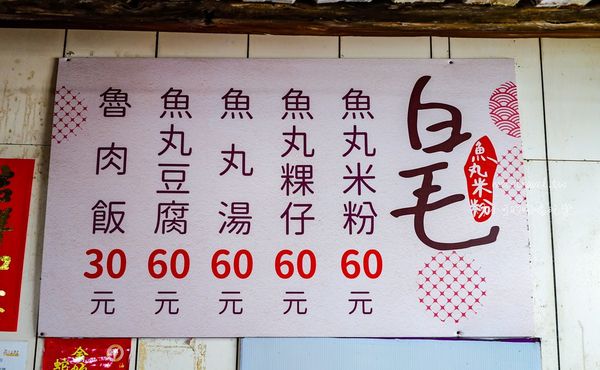 白毛
魚丸米粉
魚丸米粉 60元
魚丸粿仔 60元
魚丸湯 60元
魚丸豆腐 60元
魯肉飯 30元